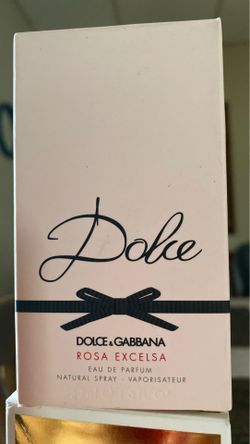 Dolce
DOLCE & GABBANA
ROSA EXCELSA
EAU DE PARFUM
NATURAL SPRAY - VAPORISATEUR